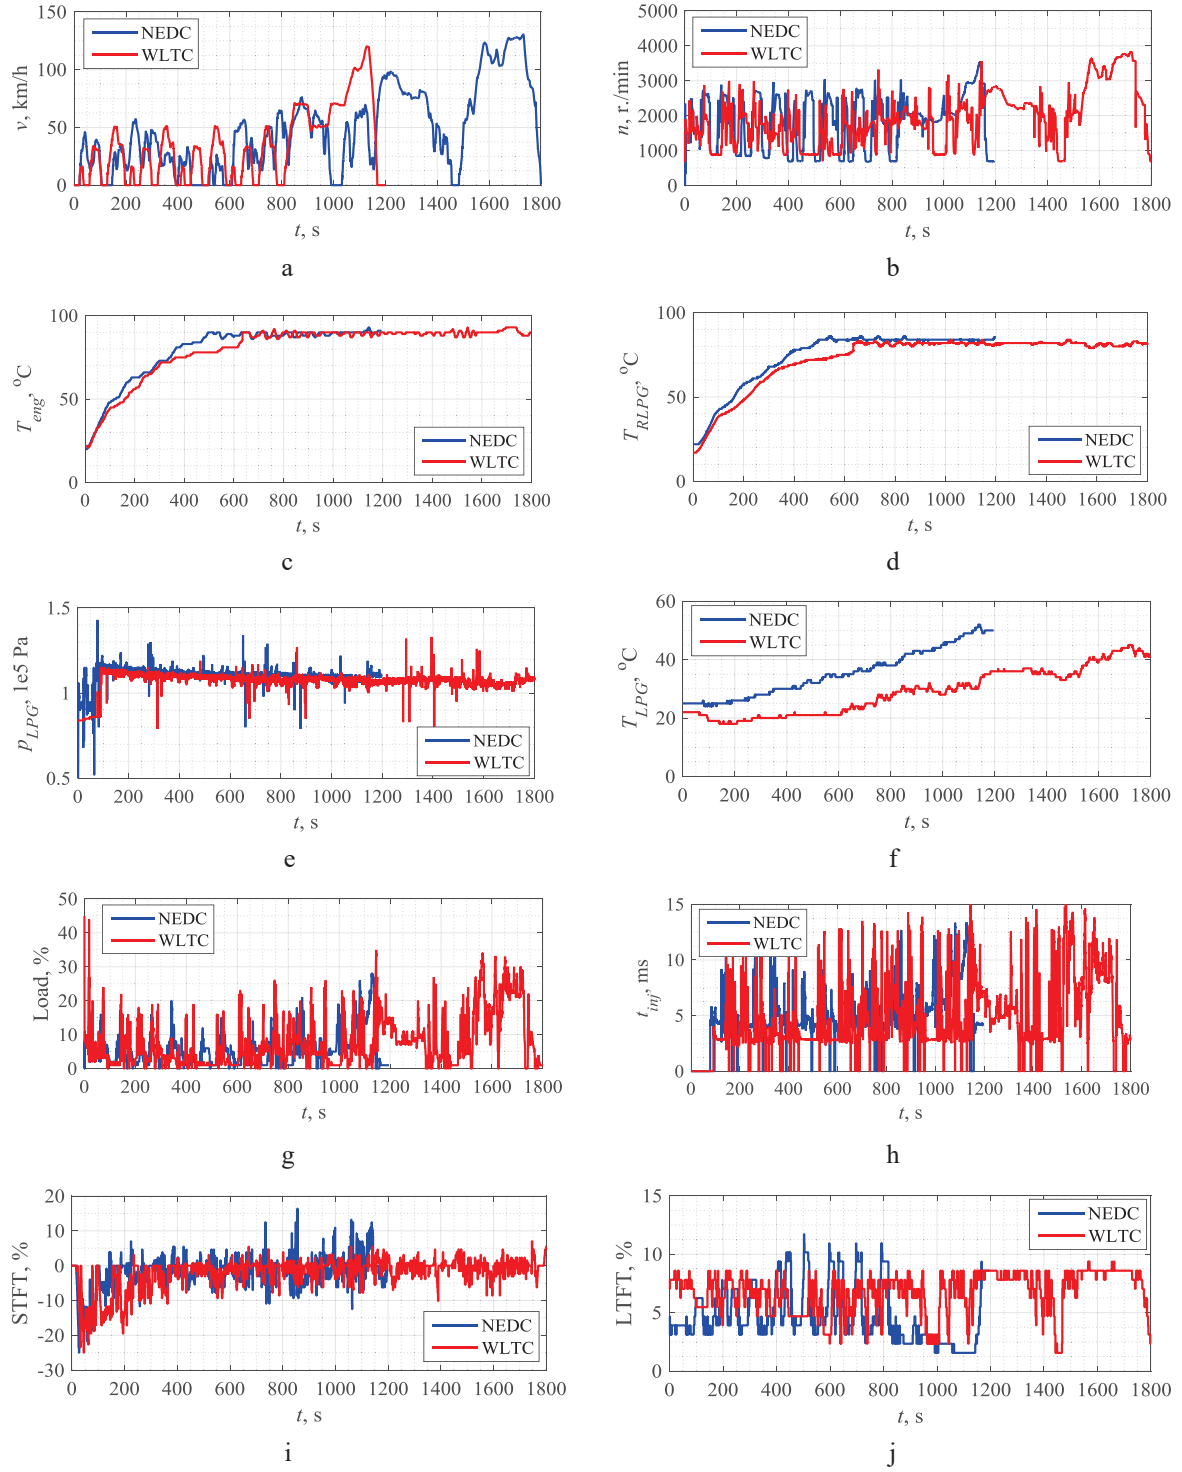 150
100
50
0
v, km/h
NEDC
WLTC
0 200 400 600 800 1000 1200 1400 1600 1800
t, s
a
5000
4000
3000
2000
1000
0
n, r./min
NEDC
WLTC
0 200 400 600 800 1000 1200 1400 1600 1800
t, s
b
100
50
0
T_eng, °C
NEDC
WLTC
0 200 400 600 800 1000 1200 1400 1600 1800
t, s
c
100
50
0
T_RLPG, °C
NEDC
WLTC
0 200 400 600 800 1000 1200 1400 1600 1800
t, s
d
1.5
1
0.5
p_LPG, 1e5 Pa
NEDC
WLTC
0 200 400 600 800 1000 1200 1400 1600 1800
t, s
e
60
40
20
0
T_LPG, °C
NEDC
WLTC
0 200 400 600 800 1000 1200 1400 1600 1800
t, s
f
50
40
30
20
10
0
Load, %
NEDC
WLTC
0 200 400 600 800 1000 1200 1400 1600 1800
t, s
g
15
10
5
0
t_inj, ms
NEDC
WLTC
0 200 400 600 800 1000 1200 1400 1600 1800
t, s
h
20
10
0
-10
-20
-30
STFT, %
NEDC
WLTC
0 200 400 600 800 1000 1200 1400 1600 1800
t, s
i
15
10
5
0
LTFT, %
NEDC
WLTC
0 200 400 600 800 1000 1200 1400 1600 1800
t, s
j